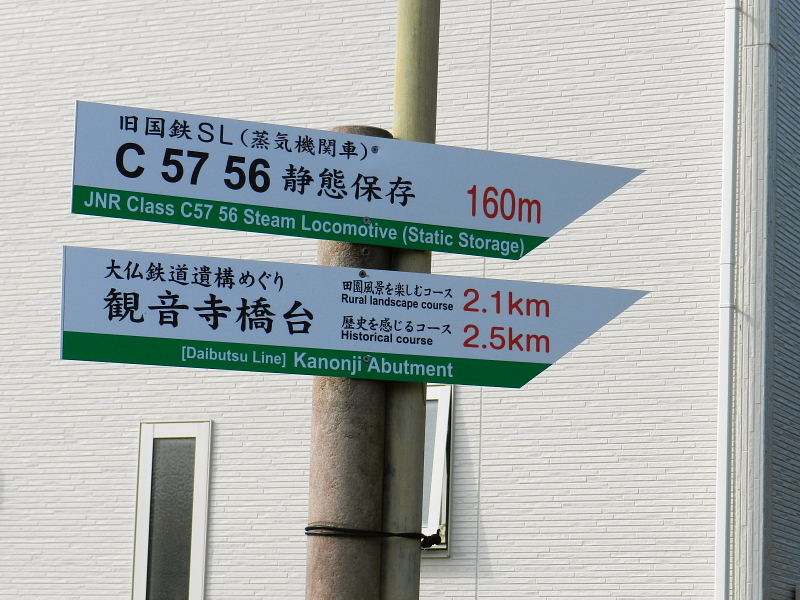 旧国鉄SL(蒸気機関車)
C 57 56 静態保存 160m
JNR Class C57 56 Steam Locomotive (Static Storage)
大仏鉄道遺構めぐり
観音寺橋台
田園風景を楽しむコース
Rural landscape course 2.1km
歴史を感じるコース
Historical course 2.5km
[Daibutsu Line] Kanonji Abutment